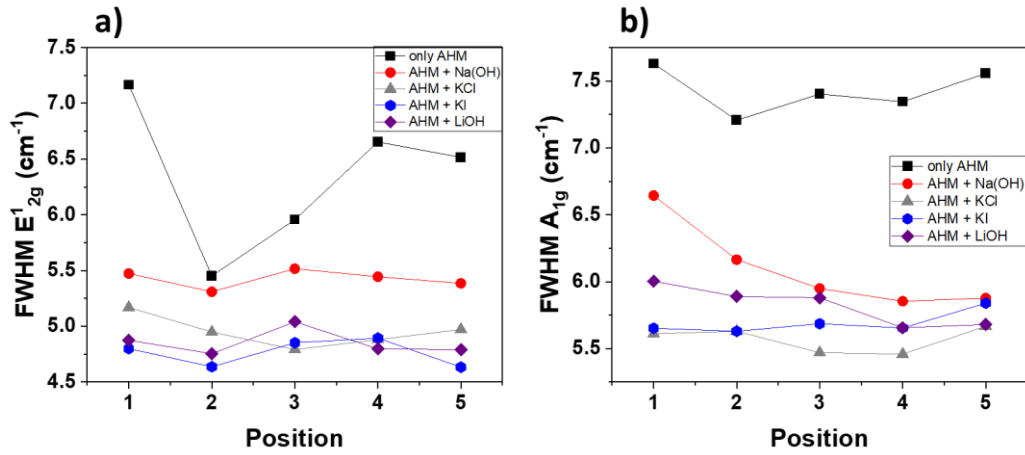 a)
FWHM E¹₂g (cm⁻¹)
7.5
7.0
6.5
6.0
5.5
5.0
4.5
only AHM
AHM + Na(OH)
AHM + KCl
AHM + KI
AHM + LiOH
1 2 3 4 5
Position
b)
FWHM A₁g (cm⁻¹)
7.5
7.0
6.5
6.0
5.5
only AHM
AHM + Na(OH)
AHM + KCl
AHM + KI
AHM + LiOH
1 2 3 4 5
Position